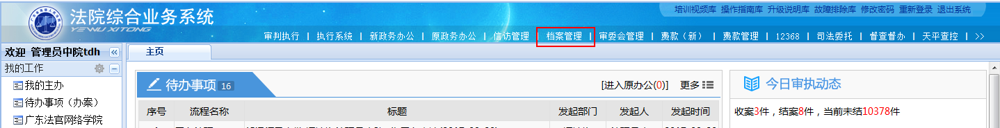 培训视频库 操作指南库 升级说明库 故障排除库 修改密码 重新登录 退出系统
法院综合业务系统
YEWU XITONG
审判执行 | 执行系统 | 新政务办公 | 原政务办公 | 信访管理 | 档案管理 | 审委会管理 | 费款（新） | 费款管理 | 12368 | 司法委托 | 督查督办 | 天平查控 | >>
欢迎 管理员中院tdh
主页
我的工作
我的主办
待办事项（办案）
广东法官网络学院
待办事项 16
[进入原办公(0)] 更多
序号 流程名称 标题 发起部门 发起人 发起时间
今日审执动态
收案3件，结案8件，当前未结10378件